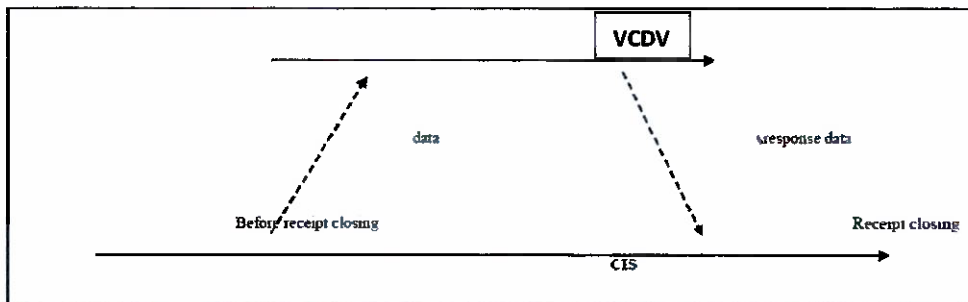 VCDV
data
response data
Before receipt closing
Receipt closing
CIS